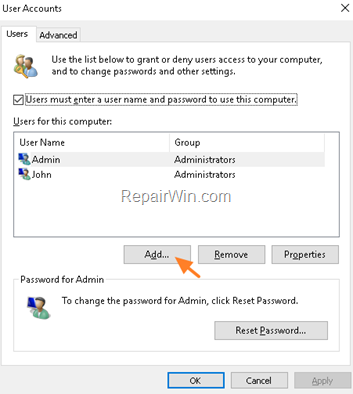 User Accounts
Users Advanced
Use the list below to grant or deny users access to your computer,
and to change passwords and other settings.
Users must enter a user name and password to use this computer.
Users for this computer:
User Name Group
Admin Administrators
John Administrators
RepairWin.com
Add... Remove Properties
Password for Admin
To change the password for Admin, click Reset Password.
Reset Password...
OK Cancel Apply